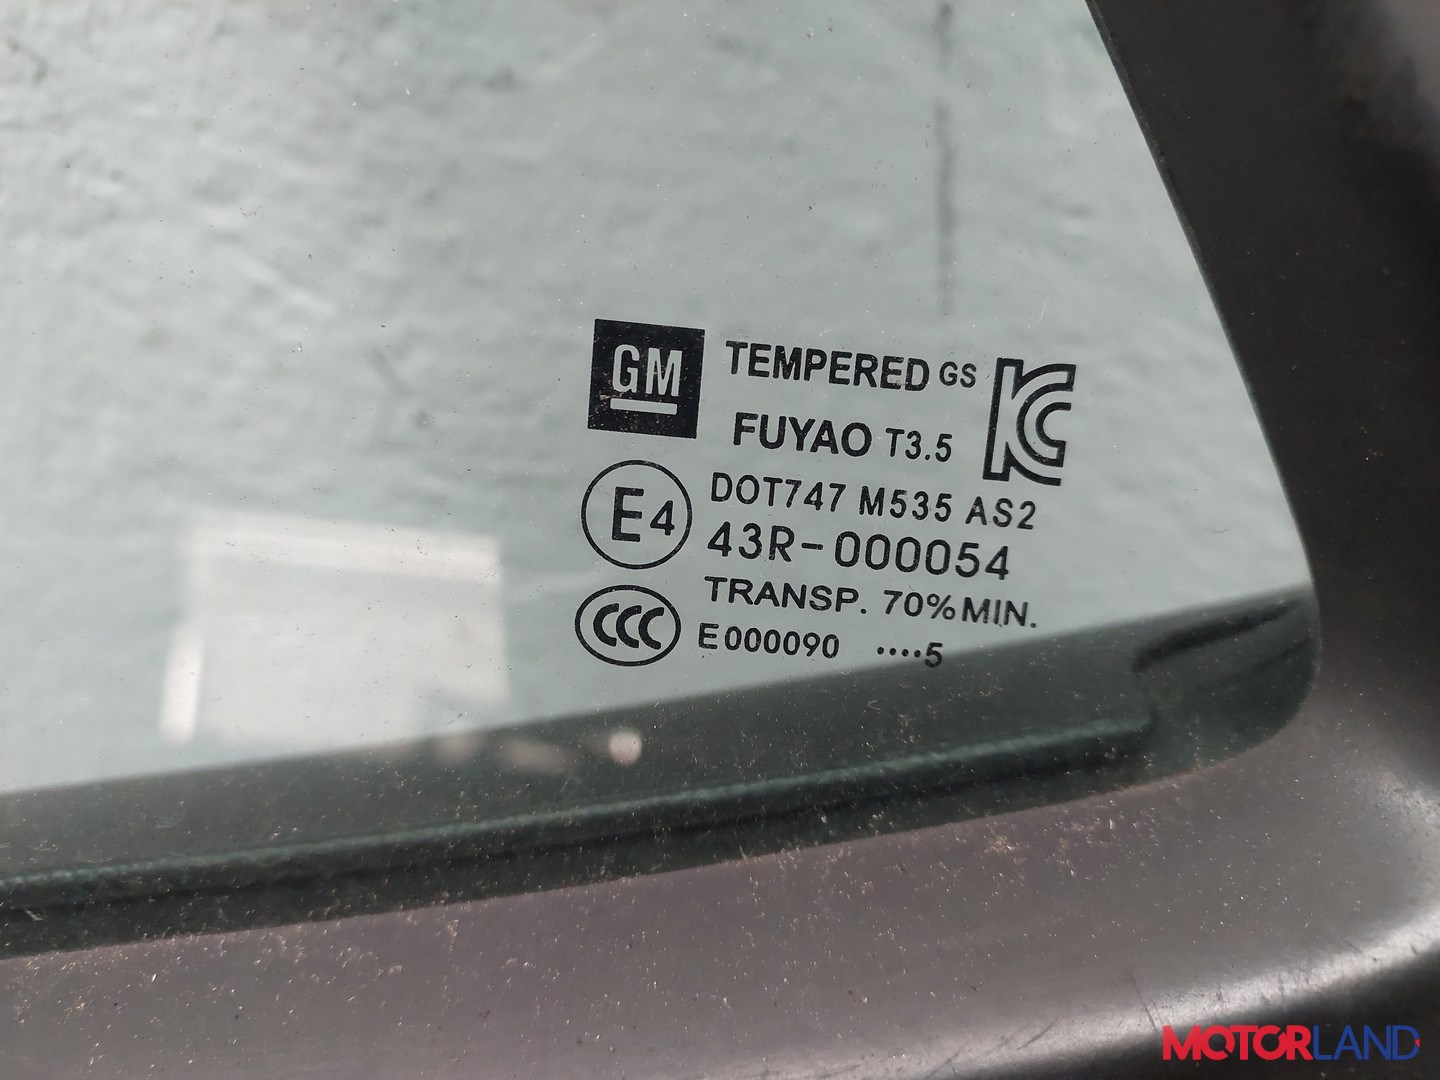 GM TEMPERED GS KC
FUYAO T3.5
DOT747 M535 AS2
E4 43R-000054
TRANSP. 70%MIN.
CCC E000090 ....5
MOTORLAND